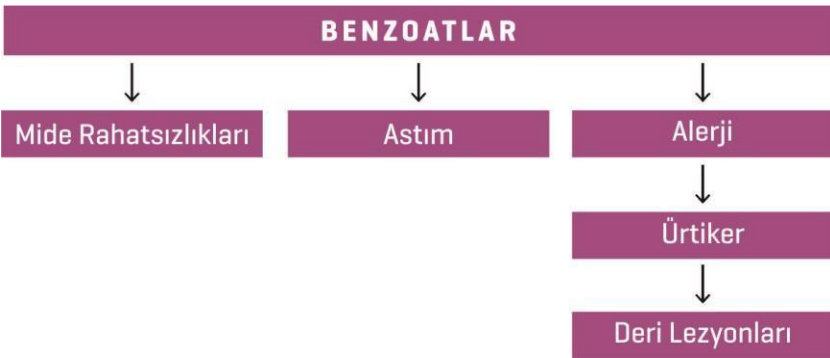 BENZOATLAR
Mide Rahatsızlıkları
Astım
Alerji
Ürtiker
Deri Lezyonları